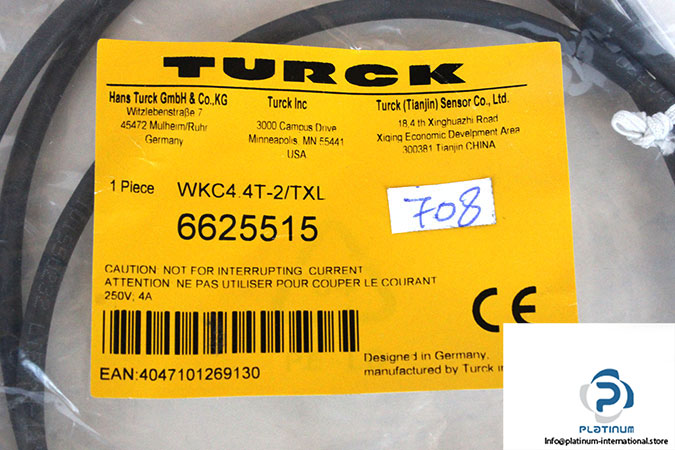 TURCK
Hans Turck GmbH & Co.,KG
Witzlebenstraße 7
45472 Mulheim/Ruhr
Germany
Turck Inc
3000 Campus Drive
Minneapolis, MN 55441
USA
Turck (Tianjin) Sensor Co., Ltd.
18,4 th Xinghuazhi Road
Xiqing Economic Develpment Area
300381 Tianjin CHINA
1 Piece WKC4.4T-2/TXL
6625515
708
CAUTION NOT FOR INTERRUPTING CURRENT
ATTENTION NE PAS UTILISER POUR COUPER LE COURANT
250V; 4A
CE
EAN:4047101269130
Designed in Germany,
manufactured by Turck
PLATINUM
Info@platinum-international.store